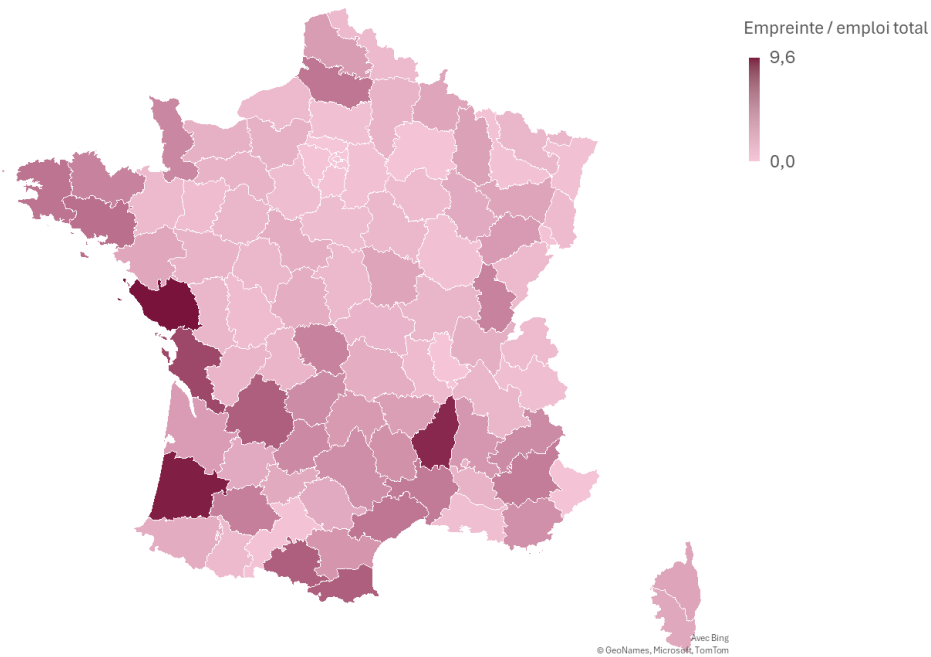 Empreinte / emploi total
9,6
0,0
Avec Bing
© GeoNames, Microsoft, TomTom